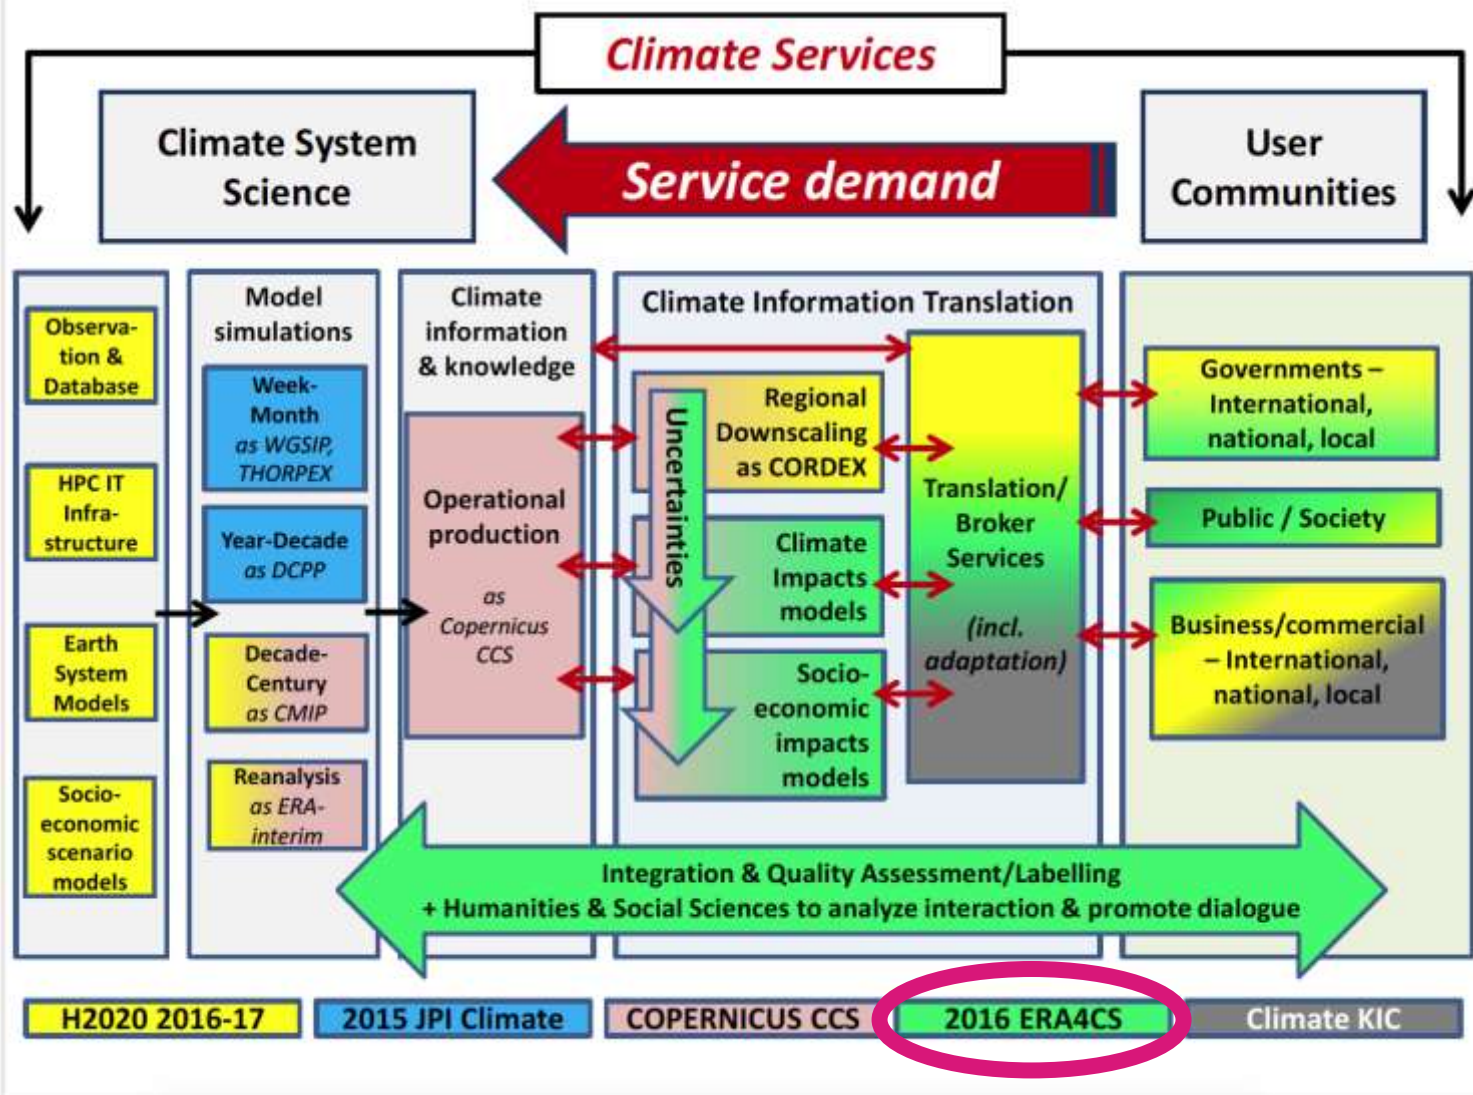 Climate Services
Climate System
Science
Service demand
User
Communities
Observa-
tion &
Database
HPC IT
Infra-
structure
Earth
System
Models
Socio-
economic
scenario
models
Model
simulations
Week-
Month
as WGSIP,
THORPEX
Year-Decade
as DCPP
Decade-
Century
as CMIP
Reanalysis
as ERA-
interim
Climate
information
& knowledge
Operational
production
as
Copernicus
CCS
Climate Information Translation
Uncertainties
Regional
Downscaling
as CORDEX
Climate
Impacts
models
Socio-
economic
impacts
models
Translation/
Broker
Services
(incl.
adaptation)
Governments –
International,
national, local
Public / Society
Business/commercial
– International,
national, local
Integration & Quality Assessment/Labelling
+ Humanities & Social Sciences to analyze interaction & promote dialogue
H2020 2016-17
2015 JPI Climate
COPERNICUS CCS
2016 ERA4CS
Climate KIC